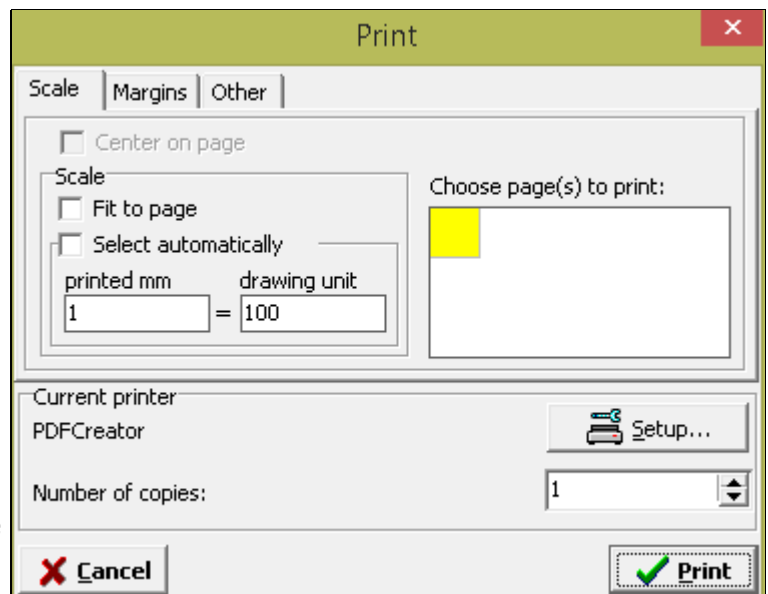 Print
Scale Margins Other
Center on page
Scale
Fit to page
Select automatically
printed mm drawing unit
1 = 100
Choose page(s) to print:
Current printer
PDFCreator
Setup...
Number of copies:
1
Cancel
Print